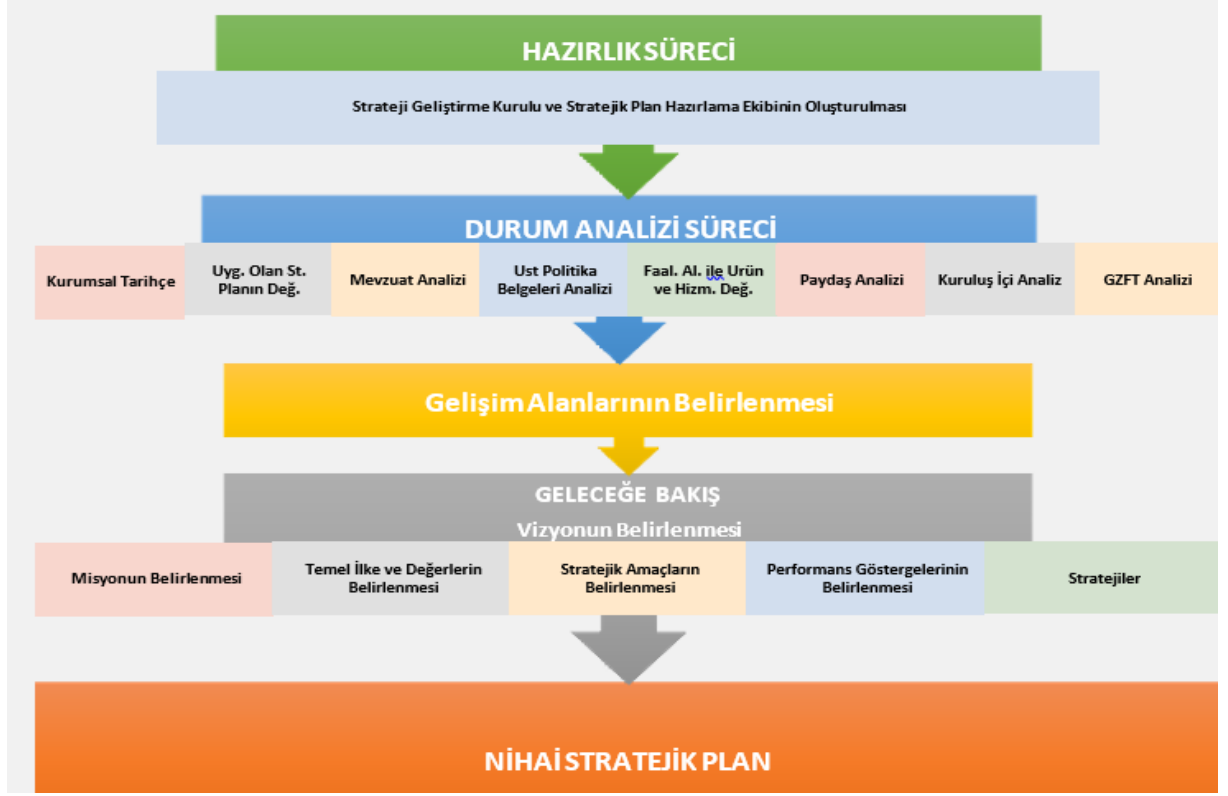 HAZIRLIK SÜRECİ
Strateji Geliştirme Kurulu ve Stratejik Plan Hazırlama Ekibinin Oluşturulması
DURUM ANALİZİ SÜRECİ
Kurumsal Tarihçe
Uyg. Olan St.
Planın Değ.
Mevzuat Analizi
Ust Politika
Belgeleri Analizi
Faal. Al. ile Urün
ve Hizm. Değ.
Paydaş Analizi
Kuruluş İçi Analiz
GZFT Analizi
Gelişim Alanlarının Belirlenmesi
GELECEĞE BAKIŞ
Vizyonun Belirlenmesi
Misyonun Belirlenmesi
Temel İlke ve Değerlerin
Belirlenmesi
Stratejik Amaçların
Belirlenmesi
Performans Göstergelerinin
Belirlenmesi
Stratejiler
NİHAİ STRATEJİK PLAN